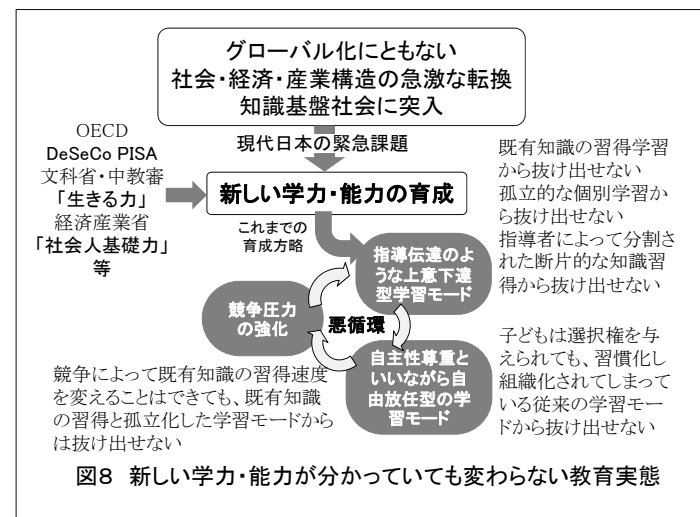 グローバル化にともない
社会・経済・産業構造の急激な転換
知識基盤社会に突入
現代日本の緊急課題
OECD
DeSeCo PISA
文科省・中教審
「生きる力」
経済産業省
「社会人基礎力」
等
新しい学力・能力の育成
これまでの
育成方略
既有知識の習得学習
から抜け出せない
孤立的な個別学習か
ら抜け出せない
指導者によって分割さ
れた断片的な知識習
得から抜け出せない
指導伝達のよ
うな上意下達
型学習モード
競争圧力
の強化
悪循環
自主性尊重と
いいながら自
由放任型の学
習モード
子どもは選択権を与
えられても、習慣化し
組織化されてしまって
いる従来の学習モー
ドから抜け出せない
競争によって既有知識の習得速度
を変えることはできても、既有知識
の習得と孤立化した学習モードから
は抜け出せない
図８ 新しい学力・能力が分かっていても変わらない教育実態